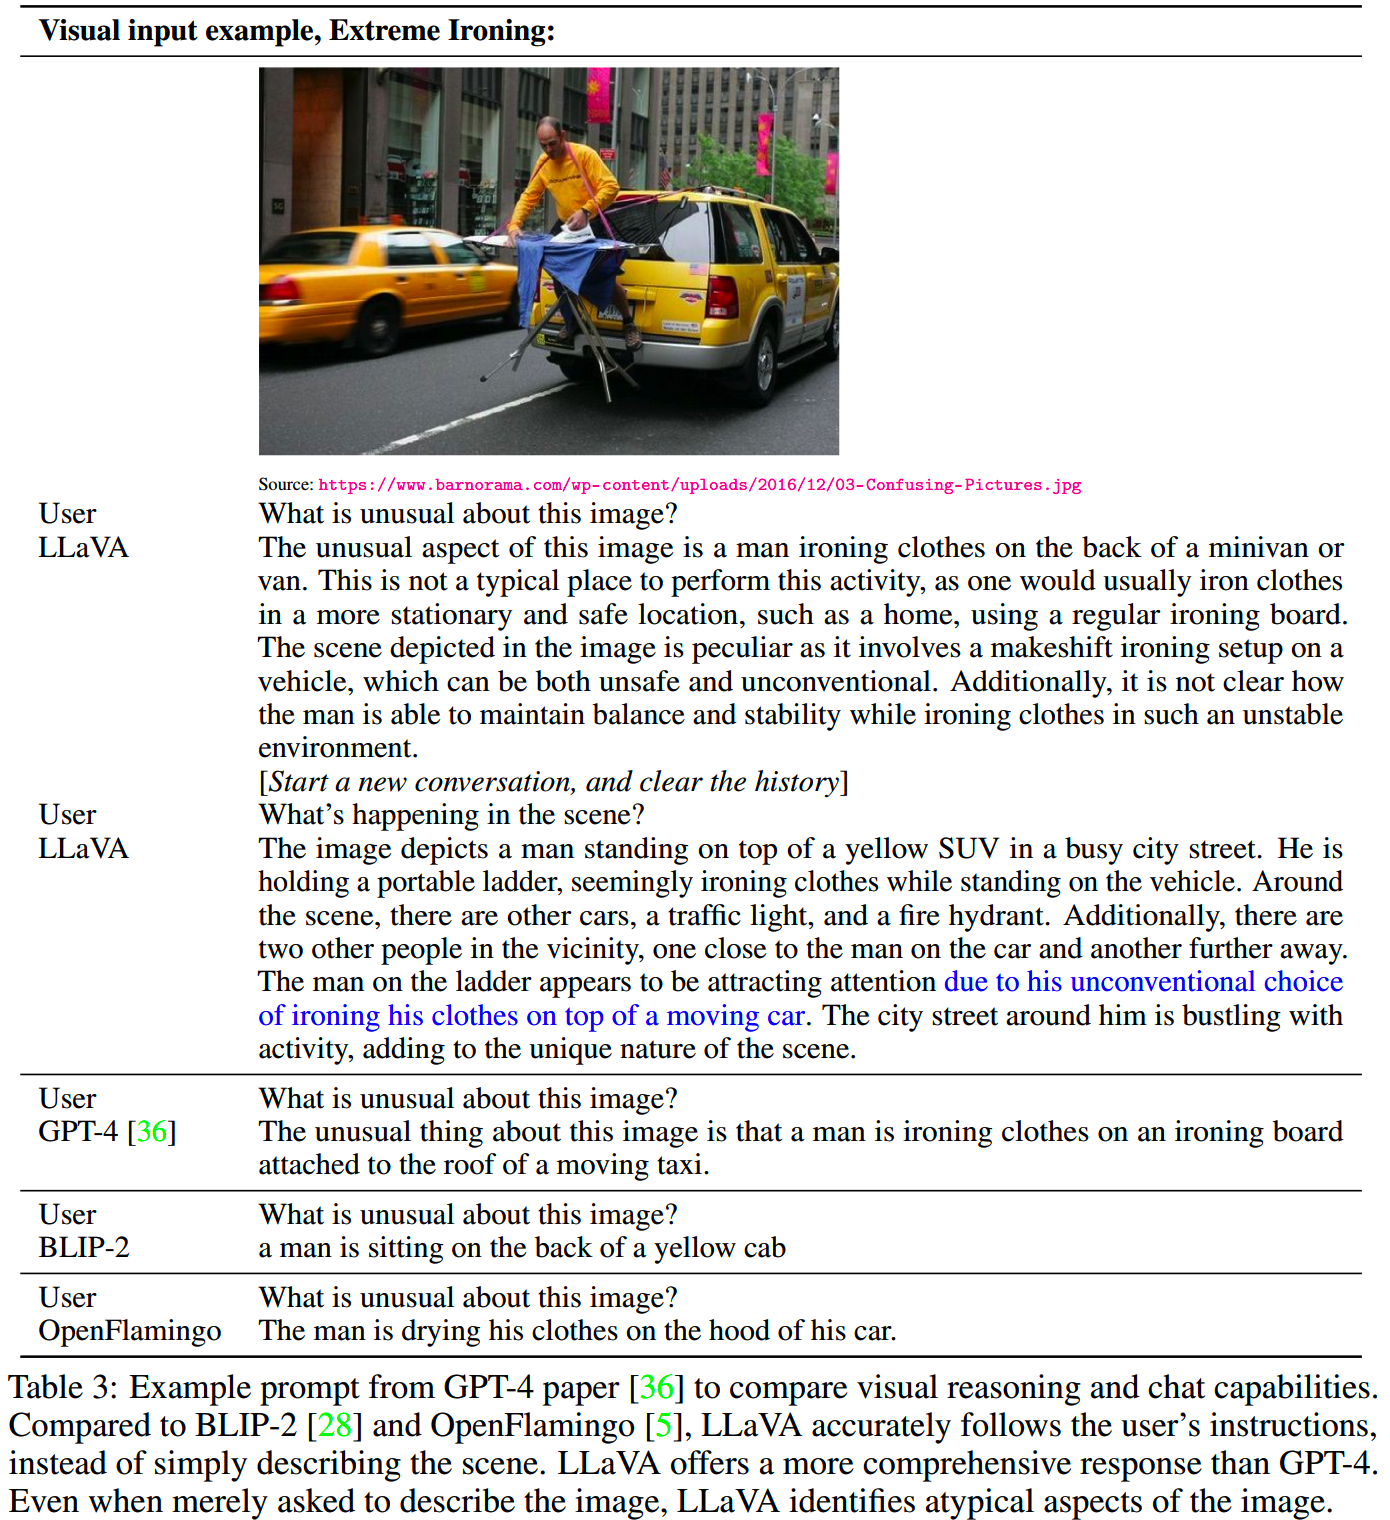 Visual input example, Extreme Ironing:
Source: https://www.barnorama.com/wp-content/uploads/2016/12/03-Confusing-Pictures.jpg
User What is unusual about this image?
LLaVA The unusual aspect of this image is a man ironing clothes on the back of a minivan or
van. This is not a typical place to perform this activity, as one would usually iron clothes
in a more stationary and safe location, such as a home, using a regular ironing board.
The scene depicted in the image is peculiar as it involves a makeshift ironing setup on a
vehicle, which can be both unsafe and unconventional. Additionally, it is not clear how
the man is able to maintain balance and stability while ironing clothes in such an unstable
environment.
[Start a new conversation, and clear the history]
User What's happening in the scene?
LLaVA The image depicts a man standing on top of a yellow SUV in a busy city street. He is
holding a portable ladder, seemingly ironing clothes while standing on the vehicle. Around
the scene, there are other cars, a traffic light, and a fire hydrant. Additionally, there are
two other people in the vicinity, one close to the man on the car and another further away.
The man on the ladder appears to be attracting attention due to his unconventional choice
of ironing his clothes on top of a moving car. The city street around him is bustling with
activity, adding to the unique nature of the scene.
User What is unusual about this image?
GPT-4 [36] The unusual thing about this image is that a man is ironing clothes on an ironing board
attached to the roof of a moving taxi.
User What is unusual about this image?
BLIP-2 a man is sitting on the back of a yellow cab
User What is unusual about this image?
OpenFlamingo The man is drying his clothes on the hood of his car.
Table 3: Example prompt from GPT-4 paper [36] to compare visual reasoning and chat capabilities.
Compared to BLIP-2 [28] and OpenFlamingo [5], LLaVA accurately follows the user's instructions,
instead of simply describing the scene. LLaVA offers a more comprehensive response than GPT-4.
Even when merely asked to describe the image, LLaVA identifies atypical aspects of the image.